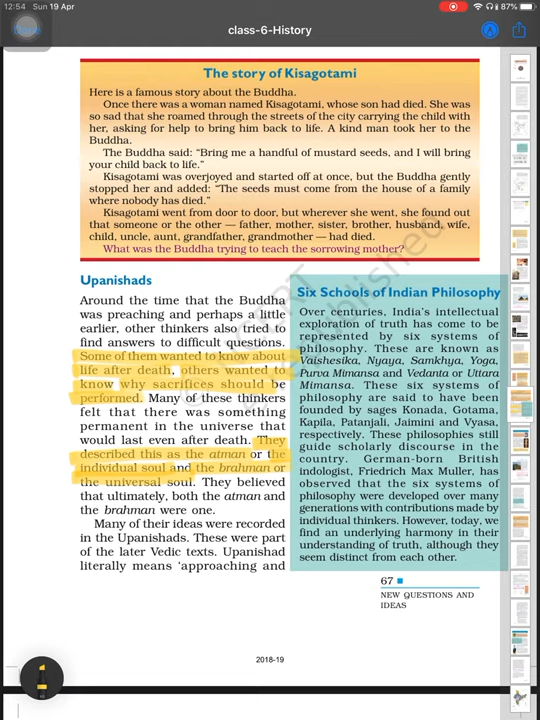 12:54 Sun 19 Apr
87%
Done
class-6-History
The story of Kisagotami
Here is a famous story about the Buddha.
Once there was a woman named Kisagotami, whose son had died. She was
so sad that she roamed through the streets of the city carrying the child with
her, asking for help to bring him back to life. A kind man took her to the
Buddha.
The Buddha said: “Bring me a handful of mustard seeds, and I will bring
your child back to life.”
Kisagotami was overjoyed and started off at once, but the Buddha gently
stopped her and added: “The seeds must come from the house of a family
where nobody has died.”
Kisagotami went from door to door, but wherever she went, she found out
that someone or the other — father, mother, sister, brother, husband, wife,
child, uncle, aunt, grandfather, grandmother — had died.
What was the Buddha trying to teach the sorrowing mother?
Upanishads
Around the time that the Buddha
was preaching and perhaps a little
earlier, other thinkers also tried to
find answers to difficult questions.
Some of them wanted to know about
life after death, others wanted to
know why sacrifices should be
performed. Many of these thinkers
felt that there was something
permanent in the universe that
would last even after death. They
described this as the atman or the
individual soul and the brahman or
the universal soul. They believed
that ultimately, both the atman and
the brahman were one.
Many of their ideas were recorded
in the Upanishads. These were part
of the later Vedic texts. Upanishad
literally means ‘approaching and
Six Schools of Indian Philosophy
Over centuries, India’s intellectual
exploration of truth has come to be
represented by six systems of
philosophy. These are known as
Vaishesika, Nyaya, Samkhya, Yoga,
Purva Mimansa and Vedanta or Uttara
Mimansa. These six systems of
philosophy are said to have been
founded by sages Konada, Gotama,
Kapila, Patanjali, Jaimini and Vyasa,
respectively. These philosophies still
guide scholarly discourse in the
country. German-born British
indologist, Friedrich Max Muller, has
observed that the six systems of
philosophy were developed over many
generations with contributions made by
individual thinkers. However, today, we
find an underlying harmony in their
understanding of truth, although they
seem distinct from each other.
67
NEW QUESTIONS AND
IDEAS
2018-19